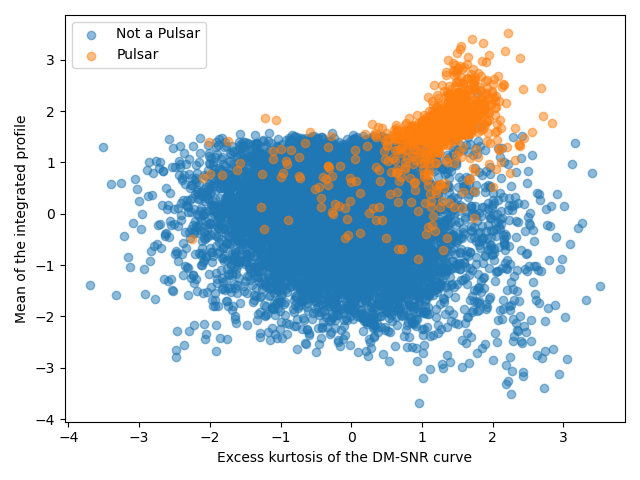 Not a Pulsar
Pulsar
3
2
1
0
−1
−2
−3
−4
Mean of the integrated profile
−4 −3 −2 −1 0 1 2 3
Excess kurtosis of the DM-SNR curve